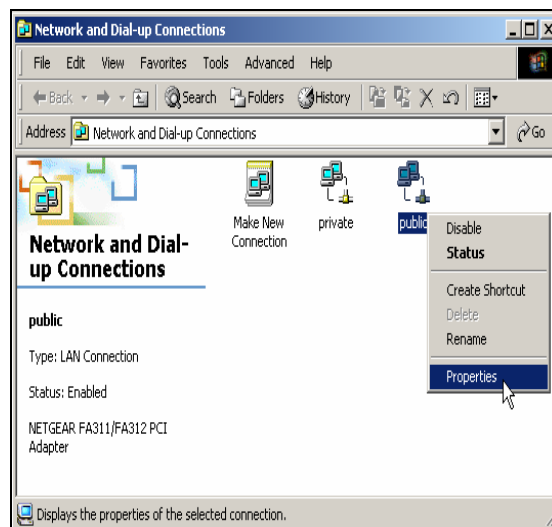 Network and Dial-up Connections
File Edit View Favorites Tools Advanced Help
Back Search Folders History
Address Network and Dial-up Connections Go
Network and Dial-
up Connections
public
Type: LAN Connection
Status: Enabled
NETGEAR FA311/FA312 PCI
Adapter
Make New
Connection
private
public
Disable
Status
Create Shortcut
Delete
Rename
Properties
Displays the properties of the selected connection.